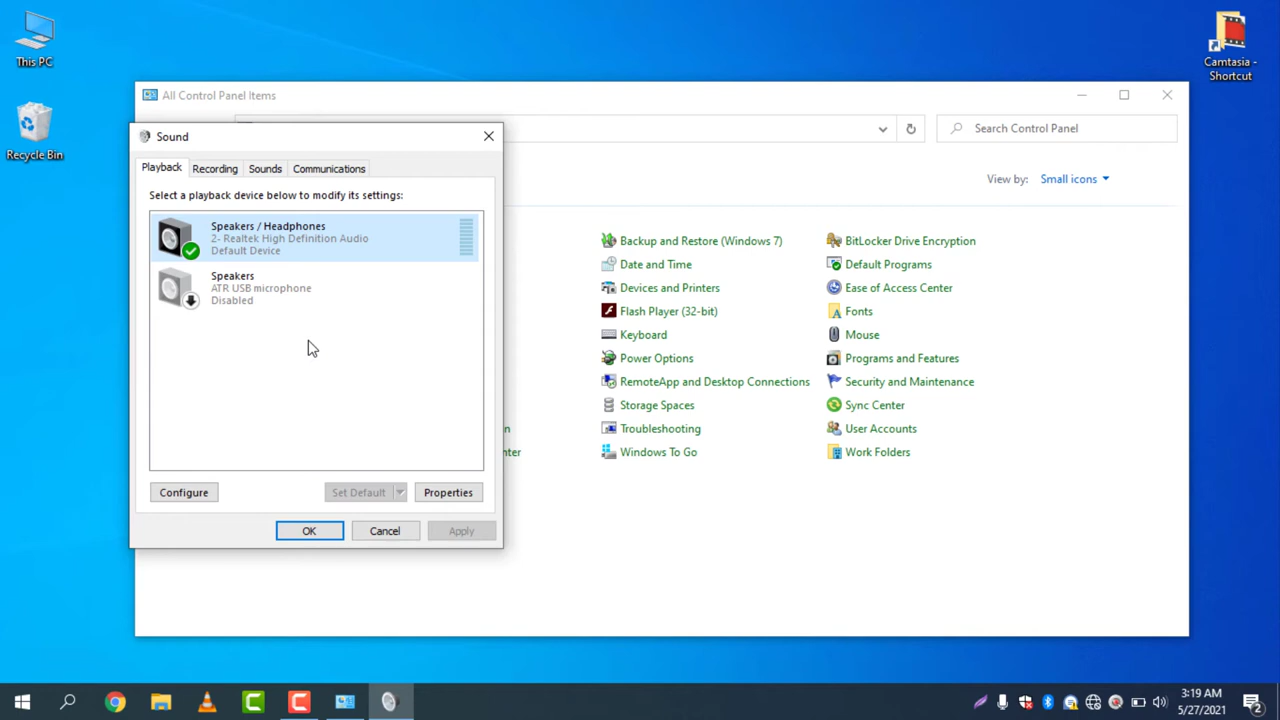 This PC
Recycle Bin
Camtasia -
Shortcut
All Control Panel Items
Search Control Panel
View by:
Small icons
Sound
Playback
Recording
Sounds
Communications
Select a playback device below to modify its settings:
Speakers / Headphones
2- Realtek High Definition Audio
Default Device
Speakers
ATR USB microphone
Disabled
Configure
Set Default
Properties
OK
Cancel
Apply
Backup and Restore (Windows 7)
BitLocker Drive Encryption
Date and Time
Default Programs
Devices and Printers
Ease of Access Center
Flash Player (32-bit)
Fonts
Keyboard
Mouse
Power Options
Programs and Features
RemoteApp and Desktop Connections
Security and Maintenance
Storage Spaces
Sync Center
n
Troubleshooting
User Accounts
nter
Windows To Go
Work Folders
3:19 AM
5/27/2021
2